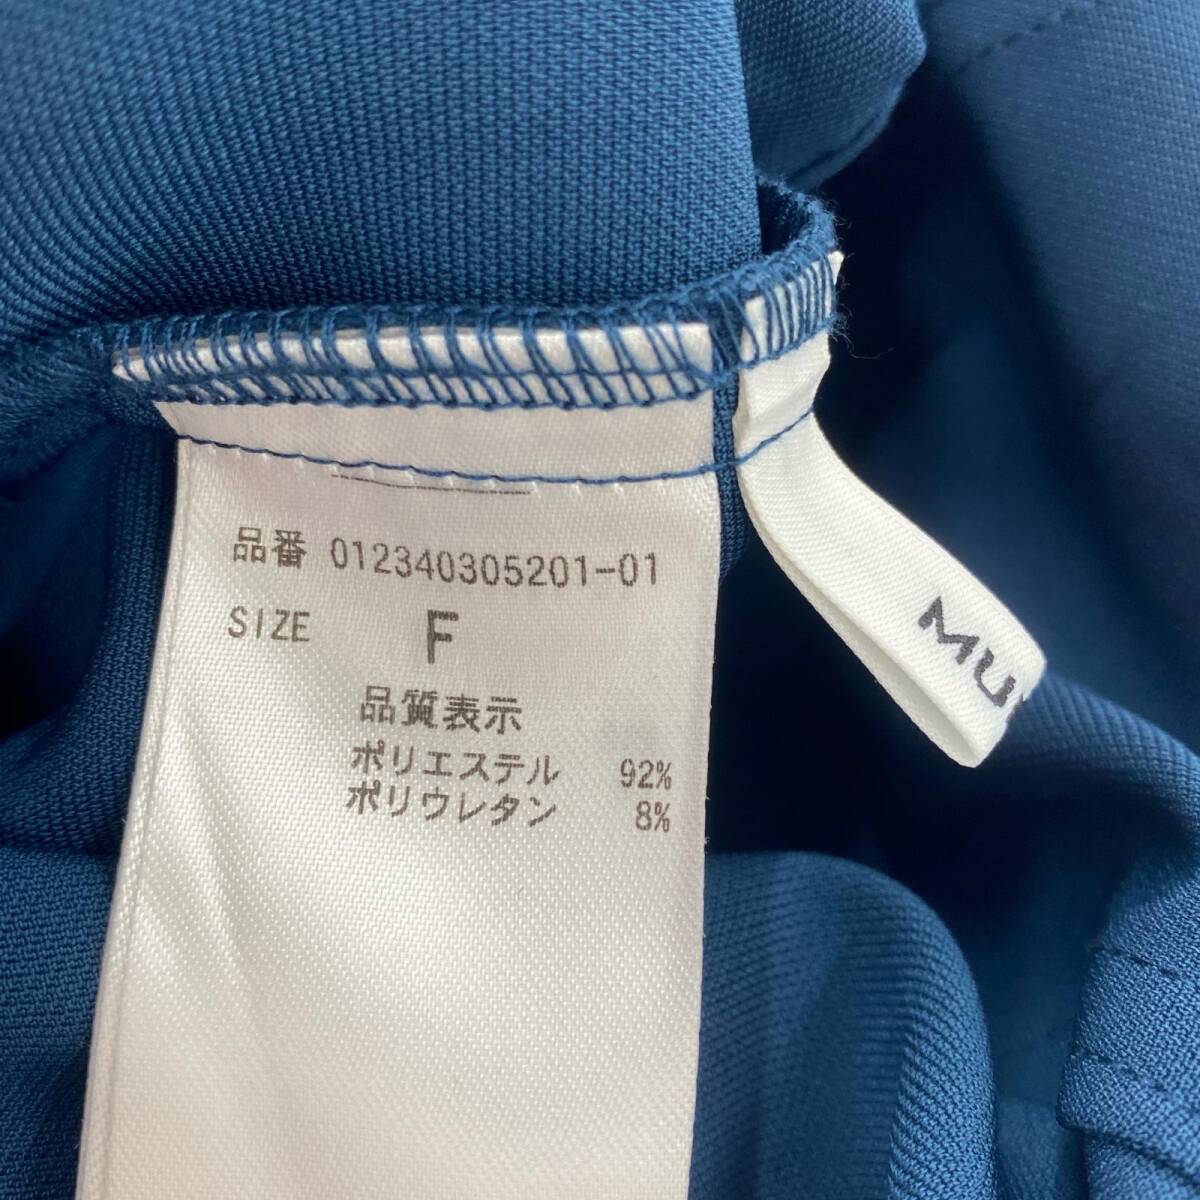 品番 012340305201-01
SIZE F
品質表示
ポリエステル 92%
ポリウレタン 8%
MU